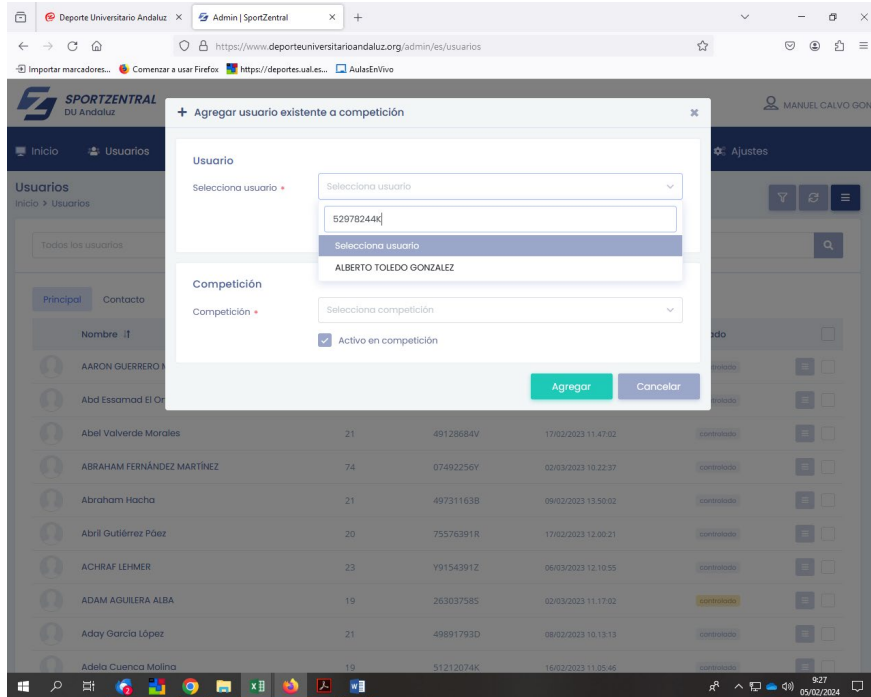 Deporte Universitario Andaluz
Admin | SportZentral
https://www.deporteuniversitarioandaluz.org/admin/es/usuarios
Importar marcadores... Comenzar a usar Firefox https://deportes.ual.es... AulasEnVivo
SPORTZENTRAL
DU Andaluz
MANUEL CALVO GON
Inicio Usuarios Ajustes
Usuarios
Inicio > Usuarios
+ Agregar usuario existente a competición
Usuario
Selecciona usuario * Selecciona usuario
52978244K
Selecciona usuario
ALBERTO TOLEDO GONZALEZ
Competición
Competición * Selecciona competición
Activo en competición
Agregar Cancelar
Todos los usuarios
Principal Contacto
Nombre
AARON GUERRERO
Abd Essamad El
Abel Valverde Morales 21 49128684V 17/02/2023 11.47:02 controlado
ABRAHAM FERNÁNDEZ MARTÍNEZ 74 07492256Y 02/03/2023 10.22:37 controlado
Abraham Hacha 21 49731163B 09/02/2023 13.50:02 controlado
Abril Gutiérrez Páez 20 75576391R 17/02/2023 12.00:21 controlado
ACHRAF LEHMER 23 Y9154391Z 06/03/2023 12.10:55 controlado
ADAM AGUILERA ALBA 19 26303758S 02/03/2023 11.17:02 controlado
Aday García López 21 49891793D 08/02/2023 10.13:13 controlado
Adela Cuenca Molina 19 51212074K 16/02/2023 11.05:46 controlado
9:27
05/02/2024